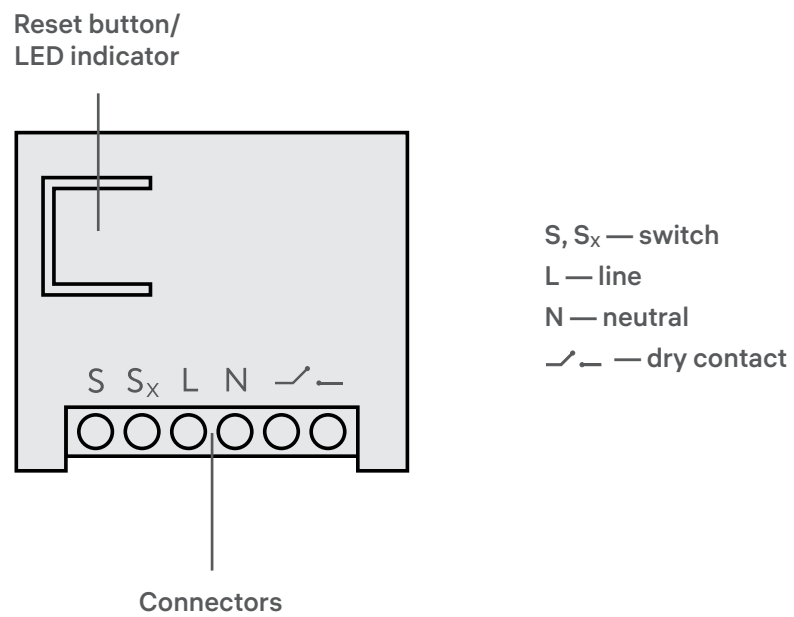 Reset button/
LED indicator
S Sₓ L N
S, Sₓ — switch
L — line
N — neutral
— dry contact
Connectors